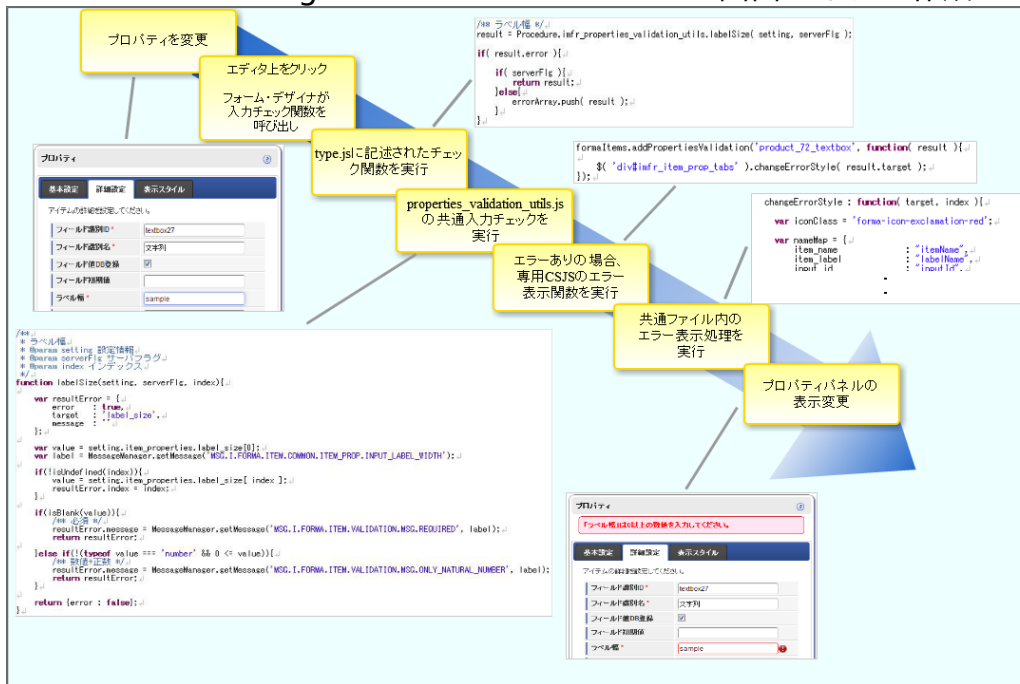 プロパティを変更
エディタ上をクリック
フォーム・デザイナが
入力チェック関数を
呼び出し
type.jsに記述されたチェッ
ク関数を実行
properties_validation_utils.js
の共通入力チェックを
実行
エラーありの場合、
専用CSJSのエラー
表示関数を実行
共通ファイル内の
エラー表示処理を
実行
プロパティパネルの
表示変更
/** ラベル幅 */
result = Procedure.imfr_properties_validation_utils.labelSize( setting, serverFlg );
if( result.error ){
if( serverFlg ){
return result;
}else{
errorArray.push( result );
}
}
formaItems.addPropertiesValidation('product_72_textbox', function( result ){
$( 'div#imfr_item_prop_tabs' ).changeErrorStyle( result.target );
});
changeErrorStyle : function( target, index ){
var iconClass = 'forma-icon-exclamation-red';
var nameMap = {
item_name : "itemName",
item_label : "labelName",
input_id : "inputId",
プロパティ
基本設定 詳細設定 表示スタイル
アイテムの詳細を設定してください。
フィールド識別ID * textbox27
フィールド識別名 * 文字列
フィールド値DB登録
フィールド初期値
ラベル幅 * sample
/**
* ラベル幅
* @param setting 設定情報
* @param serverFlg サーバフラグ
* @param index インデックス
*/
function labelSize(setting, serverFlg, index){
var resultError = {
error : true,
target : 'label_size',
message : ''
};
var value = setting.item_properties.label_size[0];
var label = MessageManager.getMessage('MSG.I.FORMA.ITEM.COMMON.ITEM_PROP.INPUT_LABEL_WIDTH');
if(!isUndefined(index)){
value = setting.item_properties.label_size[ index ];
resultError.index = index;
}
if(isBlank(value)){
/** 必須 */
resultError.message = MessageManager.getMessage('MSG.I.FORMA.ITEM.VALIDATION.MSG.REQUIRED', label);
return resultError;
}else if(!(typeof value === 'number' && 0 <= value)){
/** 数値+正数 */
resultError.message = MessageManager.getMessage('MSG.I.FORMA.ITEM.VALIDATION.MSG.ONLY_NATURAL_NUMBER', label);
return resultError;
}
return {error : false};
}
プロパティ
「ラベル幅」は0以上の数値を入力してください。
基本設定 詳細設定 表示スタイル
アイテムの詳細を設定してください。
フィールド識別ID * textbox27
フィールド識別名 * 文字列
フィールド値DB登録
フィールド初期値
ラベル幅 * sample